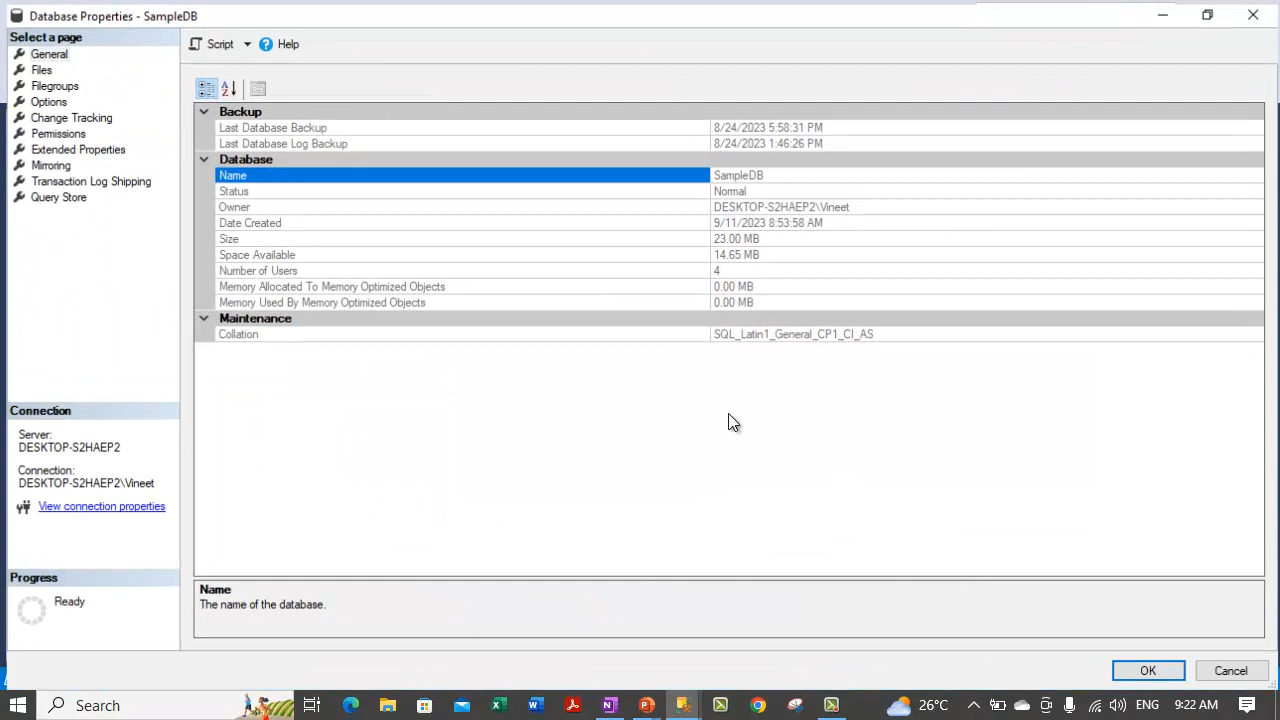 Database Properties - SampleDB
Select a page
General
Files
Filegroups
Options
Change Tracking
Permissions
Extended Properties
Mirroring
Transaction Log Shipping
Query Store
Connection
Server:
DESKTOP-S2HAEP2
Connection:
DESKTOP-S2HAEP2\Vineet
View connection properties
Progress
Ready
Script
Help
Backup
Last Database Backup 8/24/2023 5:58:31 PM
Last Database Log Backup 8/24/2023 1:46:26 PM
Database
Name SampleDB
Status Normal
Owner DESKTOP-S2HAEP2\Vineet
Date Created 9/11/2023 8:53:58 AM
Size 23.00 MB
Space Available 14.65 MB
Number of Users 4
Memory Allocated To Memory Optimized Objects 0.00 MB
Memory Used By Memory Optimized Objects 0.00 MB
Maintenance
Collation SQL_Latin1_General_CP1_CI_AS
Name
The name of the database.
OK
Cancel
Search
26°C
ENG
9:22 AM